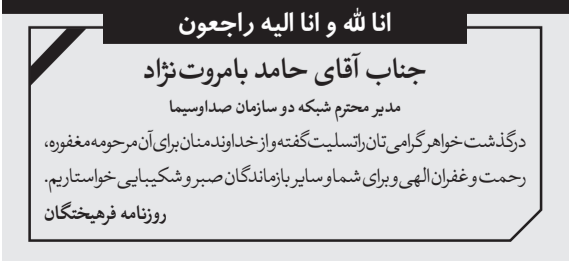 انا لله و انا الیه راجعون
جناب آقای حامد بامروت‌نژاد
مدیر محترم شبکه دو سازمان صداوسیما
درگذشت خواهر گرامی‌تان را تسلیت گفته و از خداوند منان برای آن مرحومه مغفوره،
رحمت و غفران الهی و برای شما و سایر بازماندگان صبر و شکیبایی خواستاریم.
روزنامه فرهیختگان